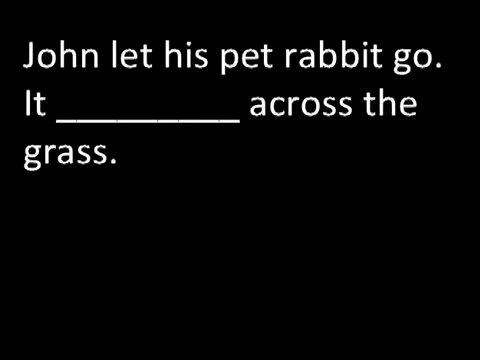 John let his pet rabbit go.
It _________ across the
grass.